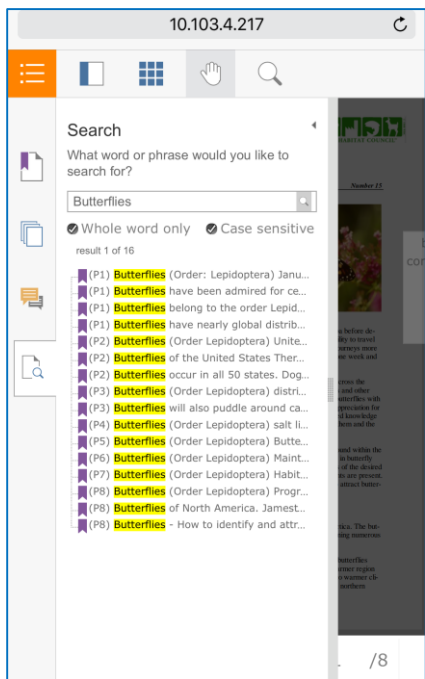 10.103.4.217
Search
What word or phrase would you like to
search for?
Butterflies
Whole word only Case sensitive
result 1 of 16
(P1) Butterflies (Order: Lepidoptera) Janu...
(P1) Butterflies have been admired for ce...
(P1) Butterflies belong to the order Lepid...
(P1) Butterflies have nearly global distrib...
(P2) Butterflies (Order Lepidoptera) Unite...
(P2) Butterflies of the United States Ther...
(P2) Butterflies occur in all 50 states. Dog...
(P3) Butterflies (Order Lepidoptera) distri...
(P3) Butterflies will also puddle around ca...
(P4) Butterflies (Order Lepidoptera) salt li...
(P5) Butterflies (Order Lepidoptera) Butte...
(P6) Butterflies (Order Lepidoptera) Maint...
(P7) Butterflies (Order Lepidoptera) Habit...
(P8) Butterflies (Order Lepidoptera) Progr...
(P8) Butterflies of North America. Jamest...
(P8) Butterflies - How to identify and attr...
HABITAT COUNCIL
Number 15
/8